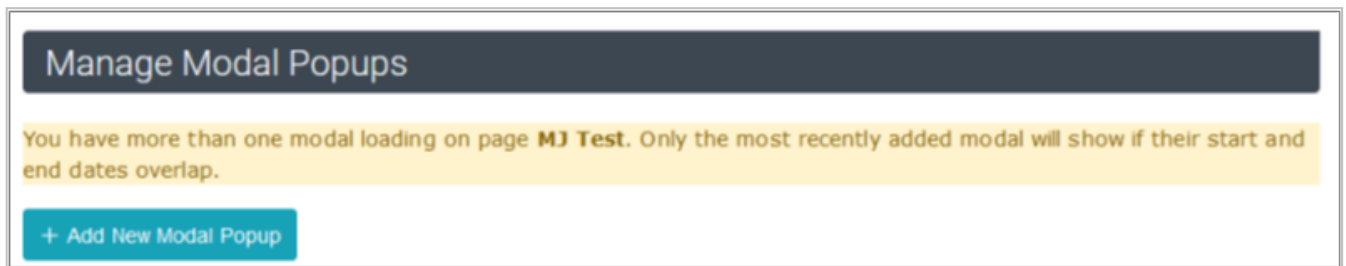 Manage Modal Popups
You have more than one modal loading on page MJ Test. Only the most recently added modal will show if their start and
end dates overlap.
+ Add New Modal Popup